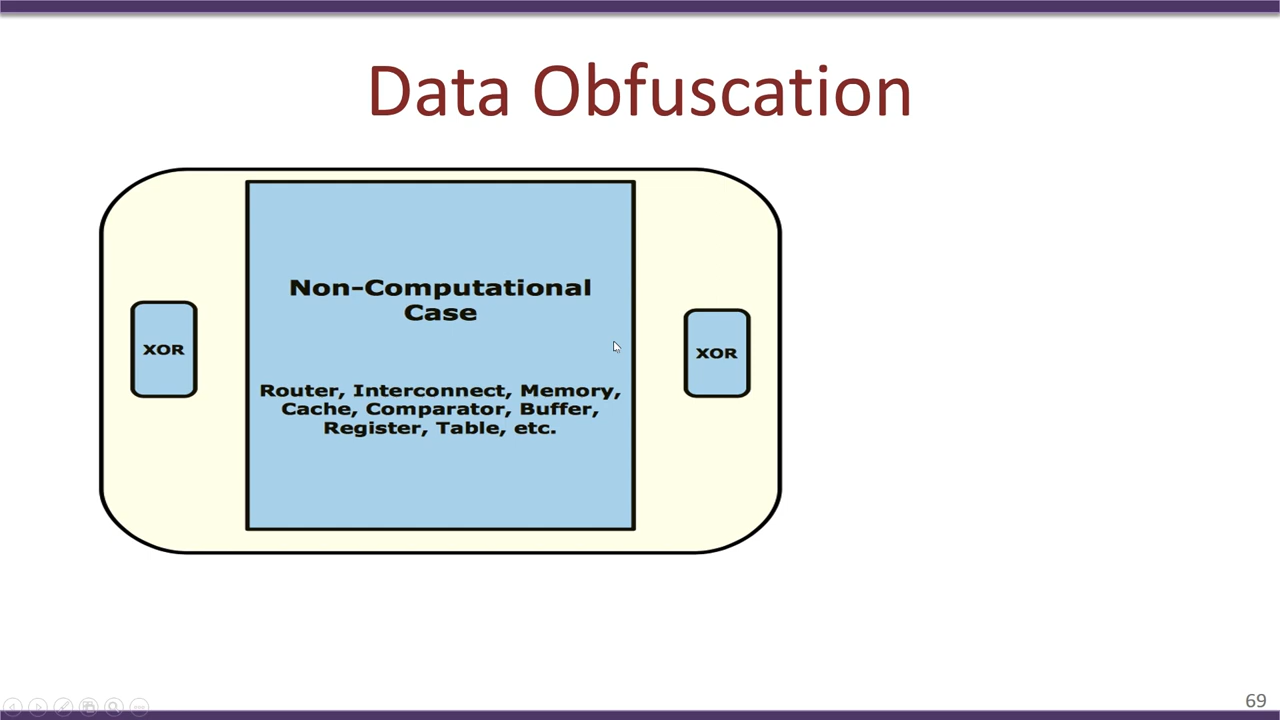 Data Obfuscation
Non-Computational
Case
XOR
XOR
Router, Interconnect, Memory,
Cache, Comparator, Buffer,
Register, Table, etc.
69